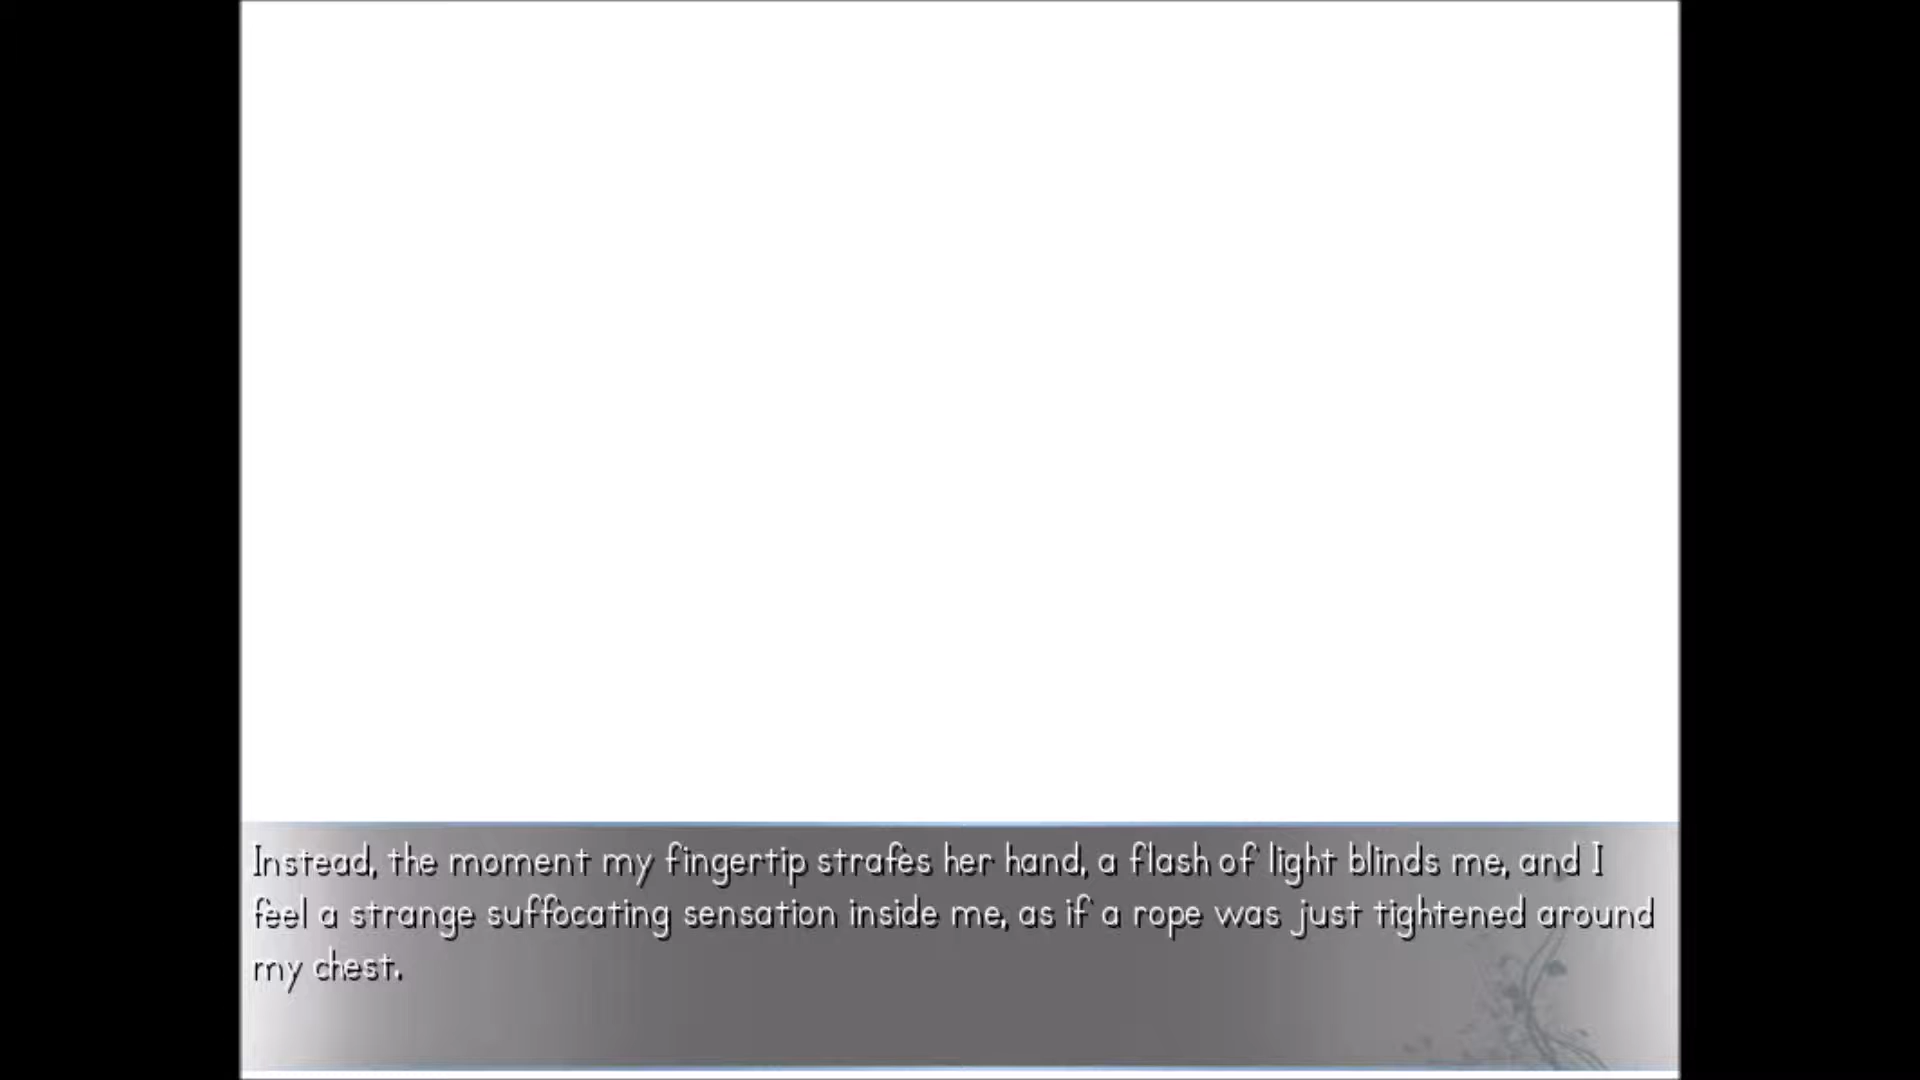 Instead, the moment my fingertip strafes her hand, a flash of light blinds me, and I
feel a strange suffocating sensation inside me, as if a rope was just tightened around
my chest.